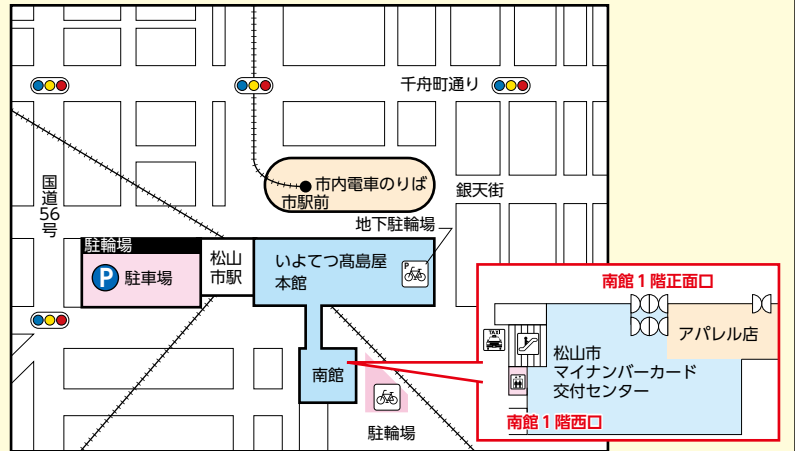 千舟町通り
国道56号
市内電車のりば
市駅前
銀天街
地下駐輪場
駐輪場
P 駐車場
松山
市駅
いよてつ髙島屋
本館
P
南館
駐輪場
南館1階正面口
TAXI
アパレル店
松山市
マイナンバーカード
交付センター
南館1階西口